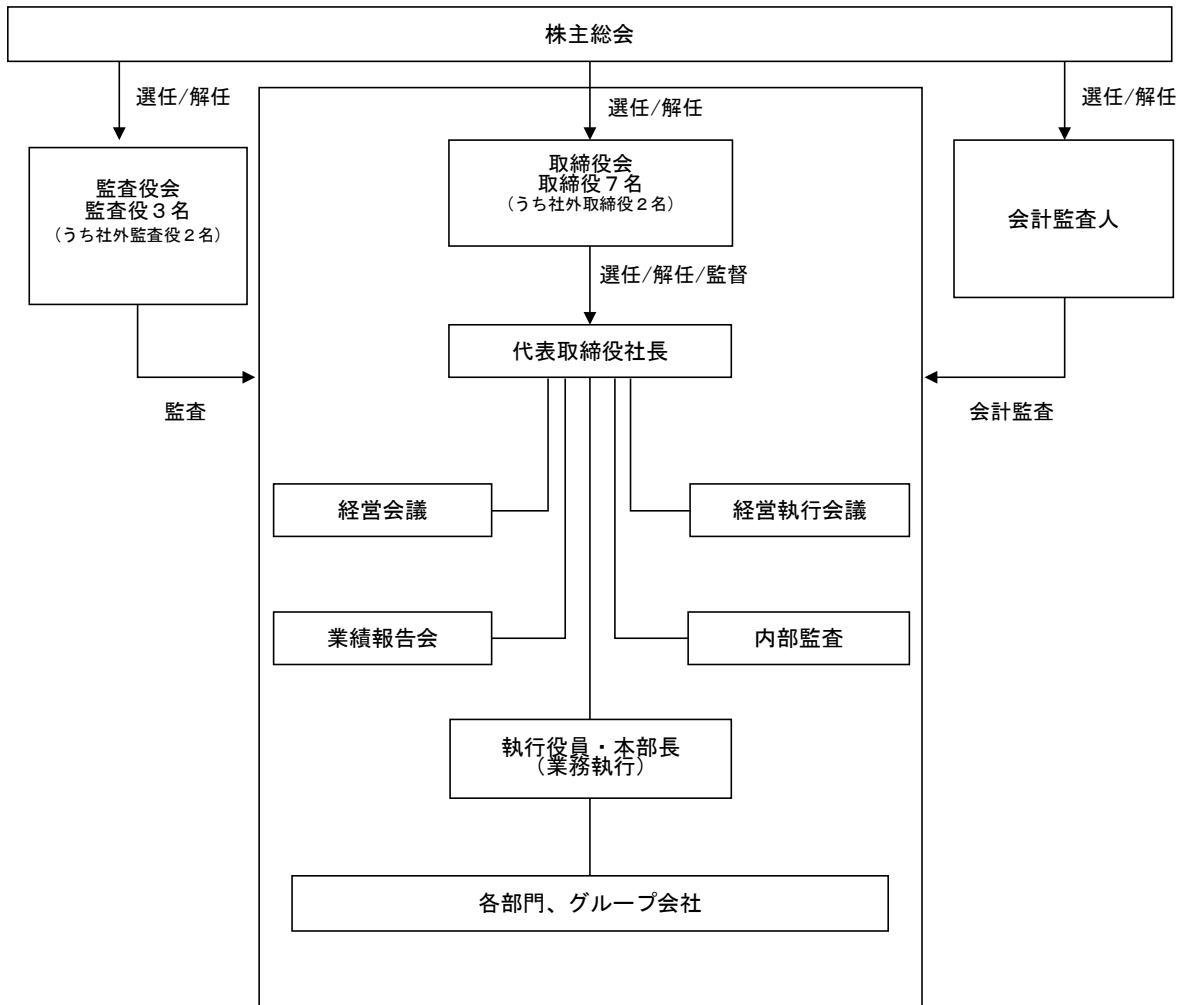 株主総会
選任/解任
選任/解任
選任/解任
監査役会
監査役３名
（うち社外監査役２名）
取締役会
取締役７名
（うち社外取締役２名）
会計監査人
選任/解任/監督
代表取締役社長
監査
会計監査
経営会議
経営執行会議
業績報告会
内部監査
執行役員・本部長
（業務執行）
各部門、グループ会社